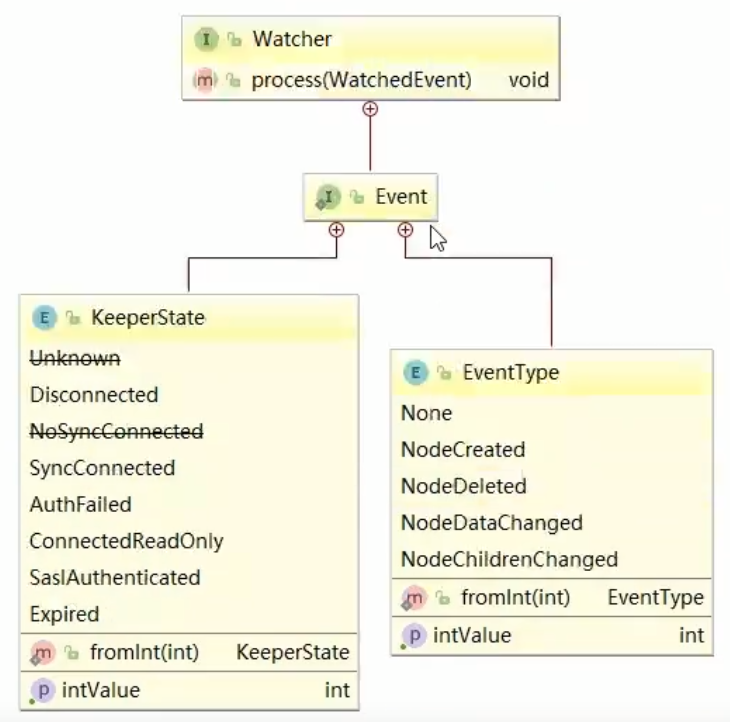 I Watcher
m process(WatchedEvent) void
I Event
E KeeperState
Unknown
Disconnected
NoSyncConnected
SyncConnected
AuthFailed
ConnectedReadOnly
SaslAuthenticated
Expired
m fromInt(int) KeeperState
p intValue int
E EventType
None
NodeCreated
NodeDeleted
NodeDataChanged
NodeChildrenChanged
m fromInt(int) EventType
p intValue int